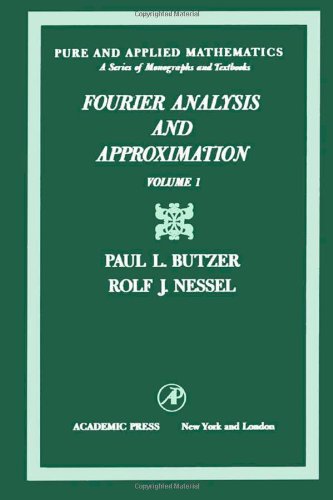 PURE AND APPLIED MATHEMATICS
A Series of Monographs and Textbooks
FOURIER ANALYSIS
AND
APPROXIMATION
VOLUME 1
PAUL L. BUTZER
ROLF J. NESSEL
AP
ACADEMIC PRESS New York and London